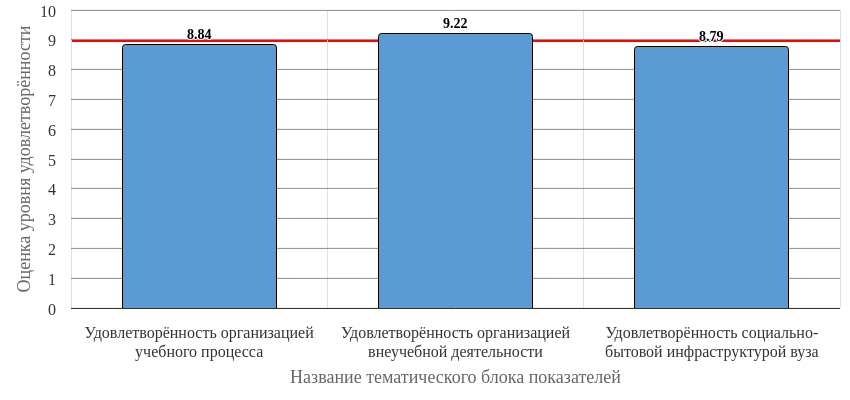 Оценка уровня удовлетворённости
10
9
8
7
6
5
4
3
2
1
0
8.84
9.22
8.79
Удовлетворённость организацией
учебного процесса
Удовлетворённость организацией
внеучебной деятельности
Удовлетворённость социально-
бытовой инфраструктурой вуза
Название тематического блока показателей